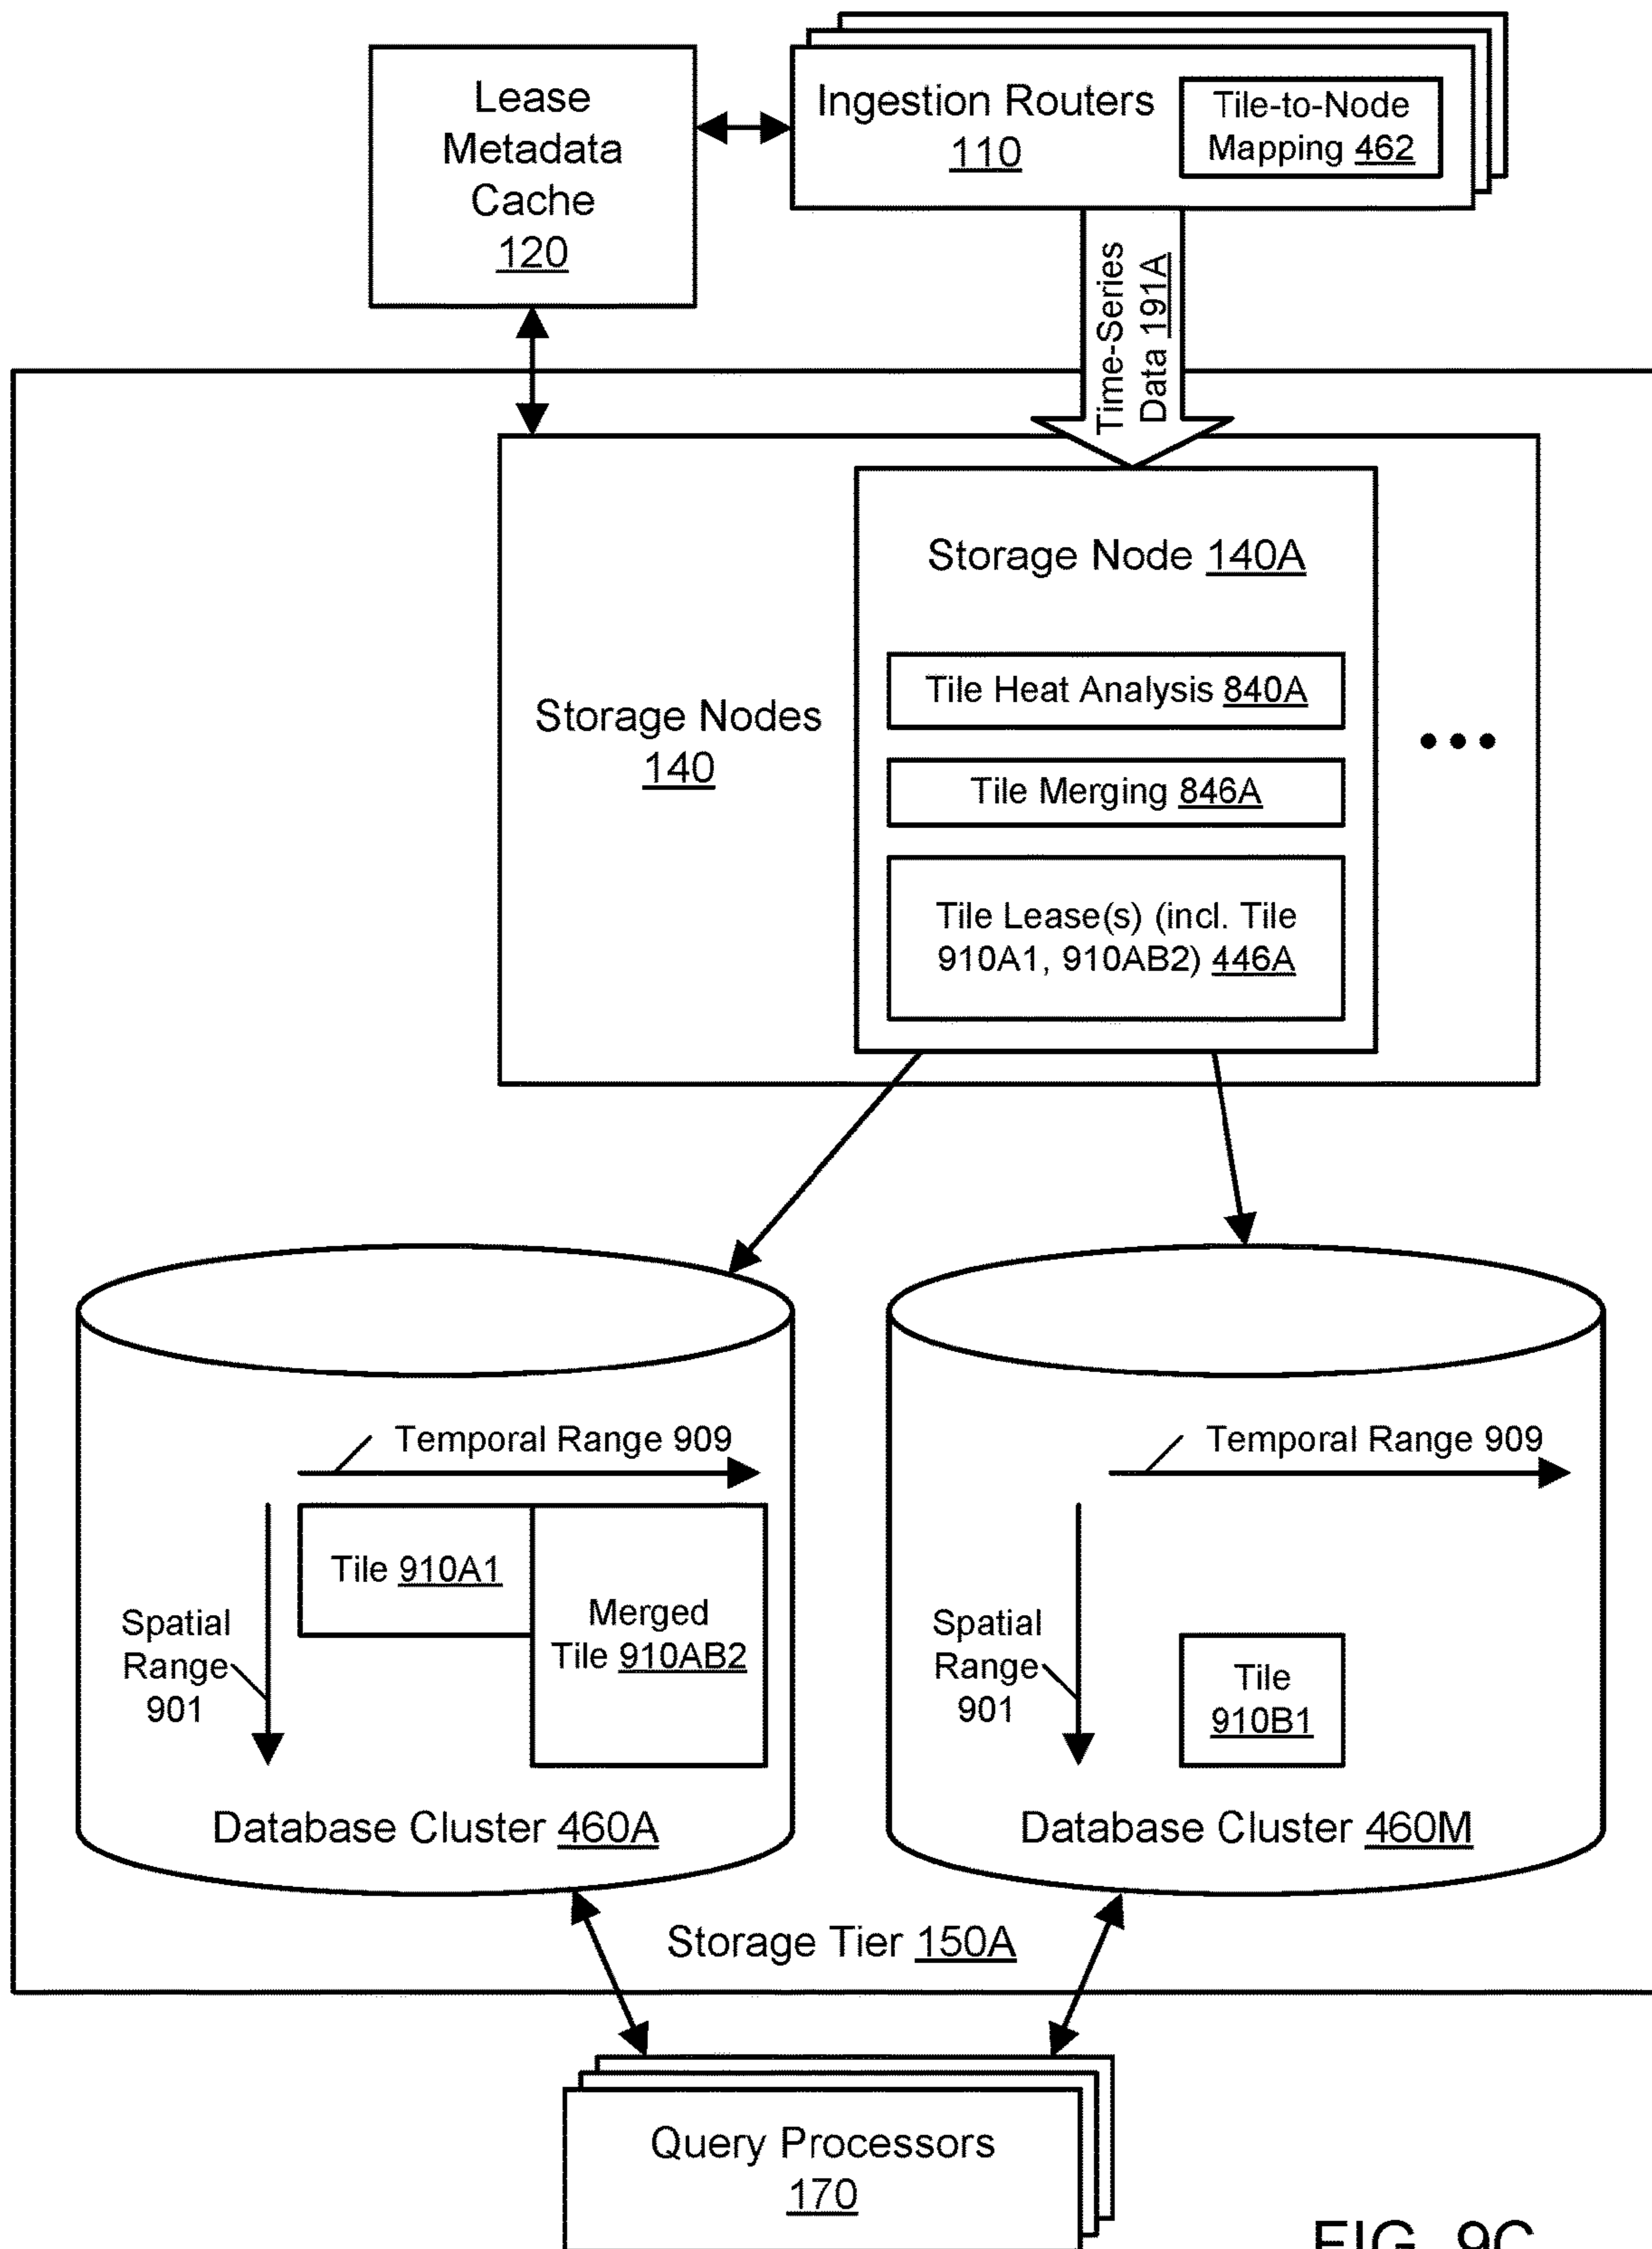 Lease
Metadata
Cache
120
Ingestion Routers
110
Tile-to-Node
Mapping 462
Time-Series
Data 191A
Storage Nodes
140
Storage Node 140A
Tile Heat Analysis 840A
Tile Merging 846A
Tile Lease(s) (incl. Tile
910A1, 910AB2) 446A
Temporal Range 909
Spatial
Range
901
Tile 910A1
Merged
Tile 910AB2
Database Cluster 460A
Temporal Range 909
Spatial
Range
901
Tile
910B1
Database Cluster 460M
Storage Tier 150A
Query Processors
170
FIG. 9C